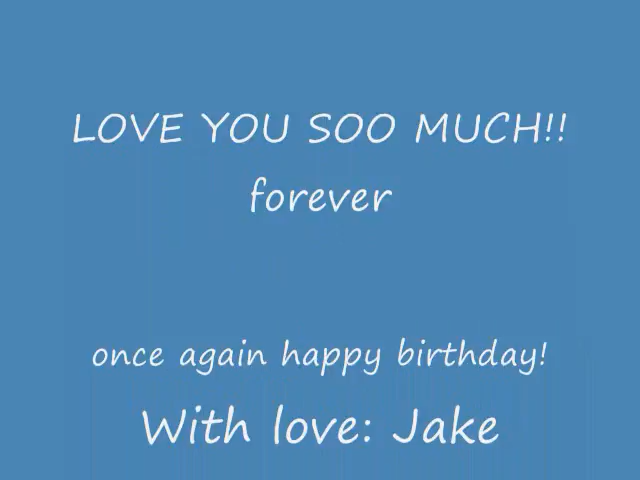 LOVE YOU SOO MUCH!!
forever
once again happy birthday!
With love: Jake